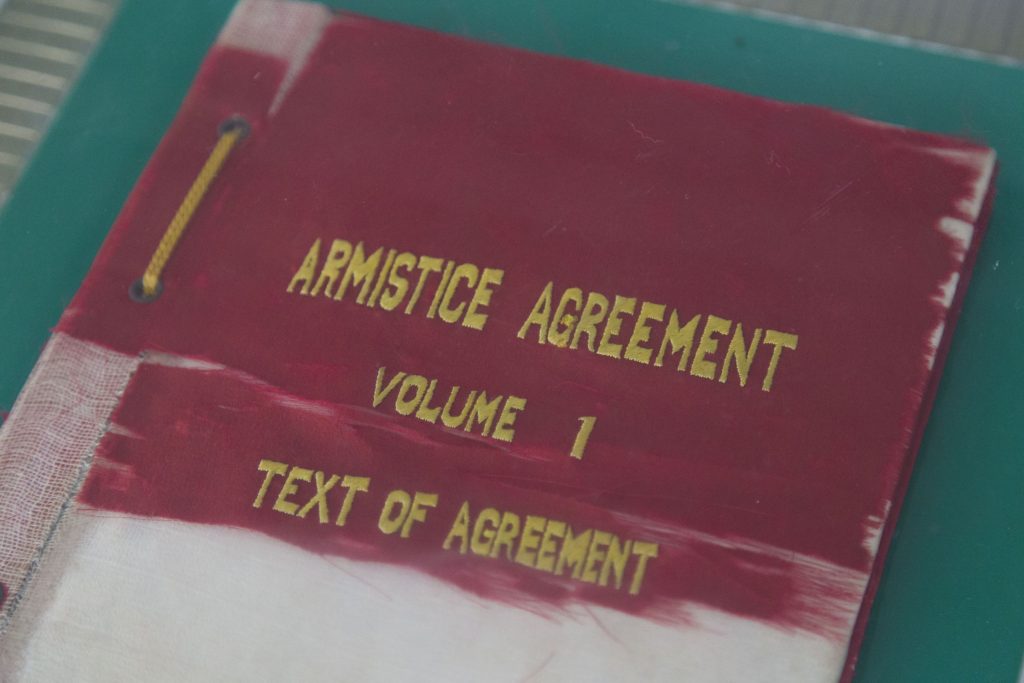 ARMISTICE AGREEMENT
VOLUME 1
TEXT OF AGREEMENT